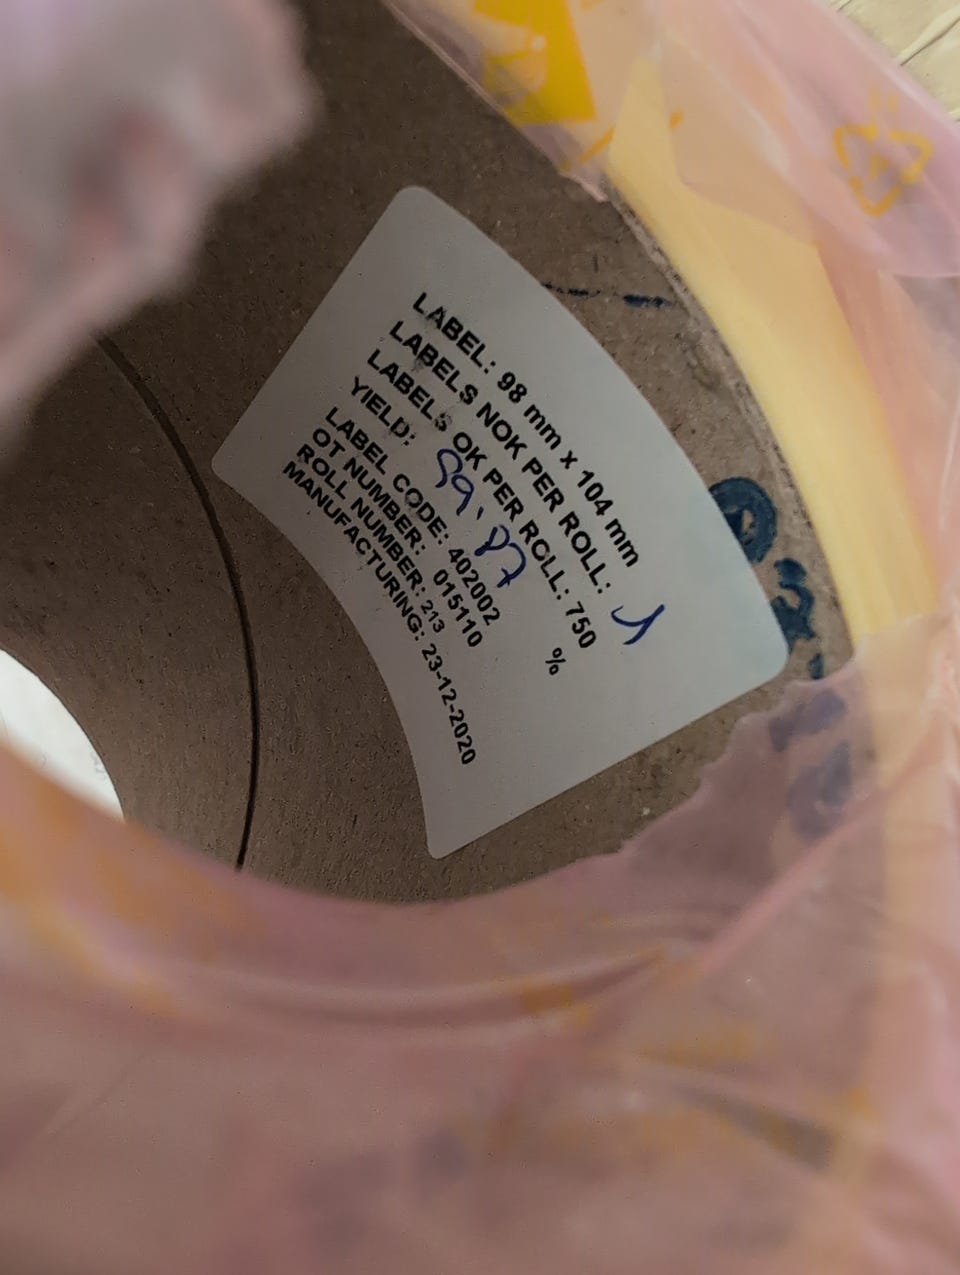 LABEL: 98 mm x 104 mm
LABELS NOK PER ROLL: 1
LABELS OK PER ROLL: 750
YIELD: 99,87 %
LABEL CODE: 402002
OT NUMBER: 015110
ROLL NUMBER: 213
MANUFACTURING: 23-12-2020